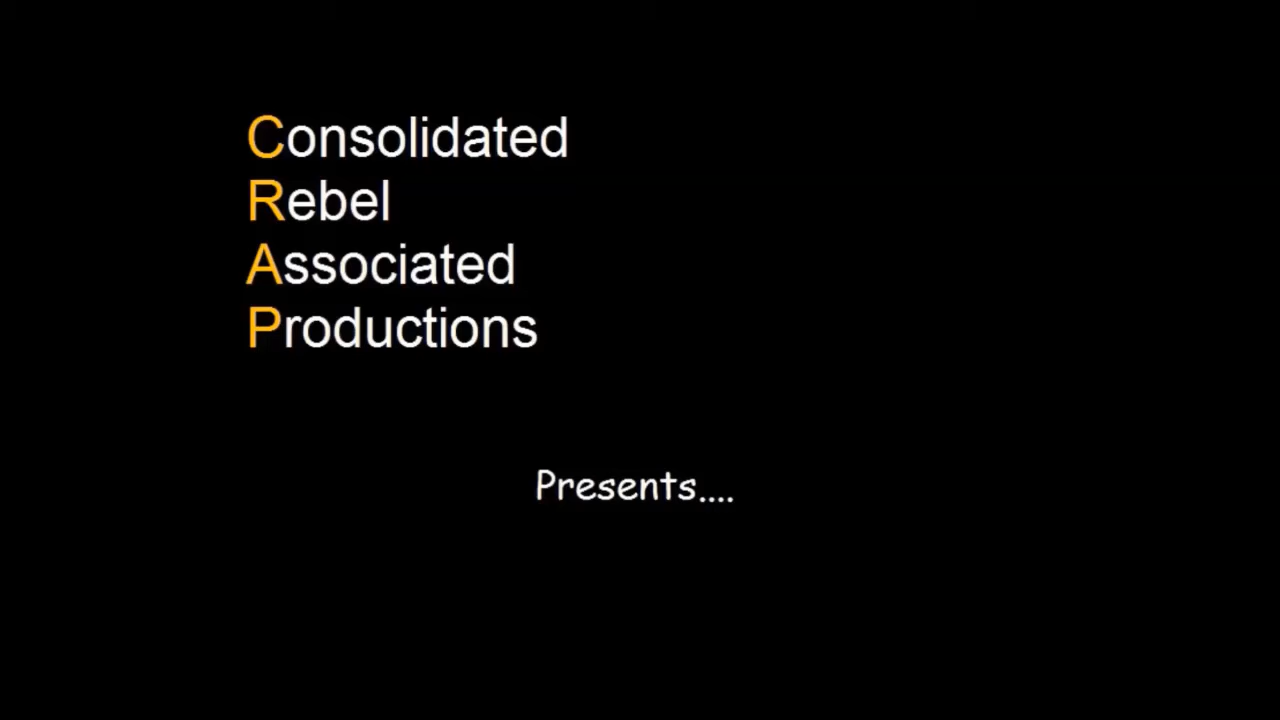 Consolidated
Rebel
Associated
Productions
Presents....